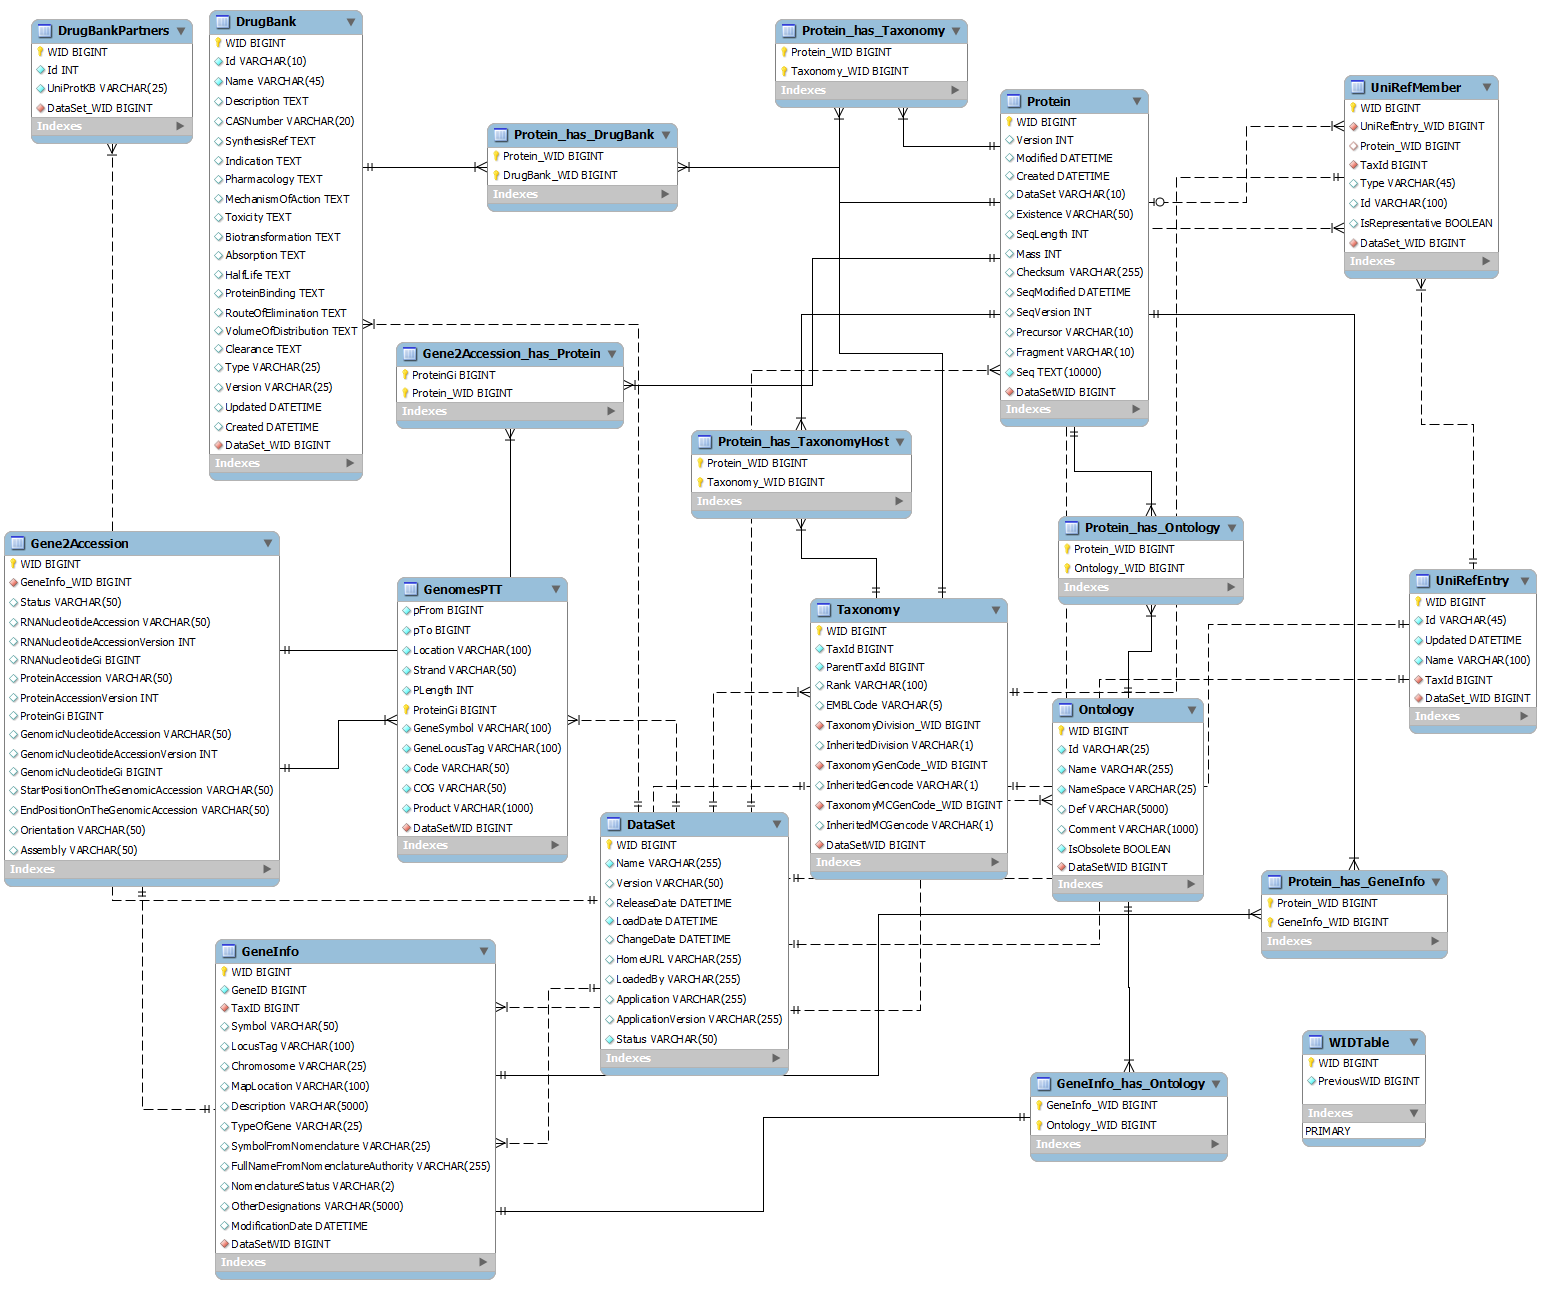 DrugBankPartners
WID BIGINT
Id INT
UniProtKB VARCHAR(25)
DataSet_WID BIGINT
Indexes
DrugBank
WID BIGINT
Id VARCHAR(10)
Name VARCHAR(45)
Description TEXT
CASNumber VARCHAR(20)
SynthesisRef TEXT
Indication TEXT
Pharmacology TEXT
MechanismOfAction TEXT
Toxicity TEXT
Biotransformation TEXT
Absorption TEXT
HalfLife TEXT
ProteinBinding TEXT
RouteOfElimination TEXT
VolumeOfDistribution TEXT
Clearance TEXT
Type VARCHAR(25)
Version VARCHAR(25)
Updated DATETIME
Created DATETIME
DataSet_WID BIGINT
Indexes
Protein_has_DrugBank
Protein_WID BIGINT
DrugBank_WID BIGINT
Indexes
Protein_has_Taxonomy
Protein_WID BIGINT
Taxonomy_WID BIGINT
Indexes
Protein
WID BIGINT
Version INT
Modified DATETIME
Created DATETIME
DataSet VARCHAR(10)
Existence VARCHAR(50)
SeqLength INT
Mass INT
Checksum VARCHAR(255)
SeqModified DATETIME
SeqVersion INT
Precursor VARCHAR(10)
Fragment VARCHAR(10)
Seq TEXT(10000)
DataSetWID BIGINT
Indexes
UniRefMember
WID BIGINT
UniRefEntry_WID BIGINT
Protein_WID BIGINT
TaxId BIGINT
Type VARCHAR(45)
Id VARCHAR(100)
IsRepresentative BOOLEAN
DataSet_WID BIGINT
Indexes
Gene2Accession_has_Protein
ProteinGi BIGINT
Protein_WID BIGINT
Indexes
Protein_has_TaxonomyHost
Protein_WID BIGINT
Taxonomy_WID BIGINT
Indexes
Protein_has_Ontology
Protein_WID BIGINT
Ontology_WID BIGINT
Indexes
Gene2Accession
WID BIGINT
GeneInfo_WID BIGINT
Status VARCHAR(50)
RNANucleotideAccession VARCHAR(50)
RNANucleotideAccessionVersion INT
RNANucleotideGi BIGINT
ProteinAccession VARCHAR(50)
ProteinAccessionVersion INT
ProteinGi BIGINT
GenomicNucleotideAccession VARCHAR(50)
GenomicNucleotideAccessionVersion INT
GenomicNucleotideGi BIGINT
StartPositionOnTheGenomicAccession VARCHAR(50)
EndPositionOnTheGenomicAccession VARCHAR(50)
Orientation VARCHAR(50)
Assembly VARCHAR(50)
Indexes
GenomesPTT
pFrom BIGINT
pTo BIGINT
Location VARCHAR(100)
Strand VARCHAR(50)
PLength INT
ProteinGi BIGINT
GeneSymbol VARCHAR(100)
GeneLocusTag VARCHAR(100)
Code VARCHAR(50)
COG VARCHAR(50)
Product VARCHAR(1000)
DataSetWID BIGINT
Indexes
Taxonomy
WID BIGINT
TaxId BIGINT
ParentTaxId BIGINT
Rank VARCHAR(100)
EMBLCode VARCHAR(5)
TaxonomyDivision_WID BIGINT
InheritedDivision VARCHAR(1)
TaxonomyGenCode_WID BIGINT
InheritedGencode VARCHAR(1)
TaxonomyMCGenCode_WID BIGINT
InheritedMCGencode VARCHAR(1)
DataSetWID BIGINT
Indexes
UniRefEntry
WID BIGINT
Id VARCHAR(45)
Updated DATETIME
Name VARCHAR(100)
TaxId BIGINT
DataSet_WID BIGINT
Indexes
Ontology
WID BIGINT
Id VARCHAR(25)
Name VARCHAR(255)
NameSpace VARCHAR(25)
Def VARCHAR(5000)
Comment VARCHAR(1000)
IsObsolete BOOLEAN
DataSetWID BIGINT
Indexes
DataSet
WID BIGINT
Name VARCHAR(255)
Version VARCHAR(50)
ReleaseDate DATETIME
LoadDate DATETIME
ChangeDate DATETIME
HomeURL VARCHAR(255)
LoadedBy VARCHAR(255)
Application VARCHAR(255)
ApplicationVersion VARCHAR(255)
Status VARCHAR(50)
Indexes
Protein_has_GeneInfo
Protein_WID BIGINT
GeneInfo_WID BIGINT
Indexes
GeneInfo
WID BIGINT
GeneID BIGINT
TaxID BIGINT
Symbol VARCHAR(50)
LocusTag VARCHAR(100)
Chromosome VARCHAR(25)
MapLocation VARCHAR(100)
Description VARCHAR(5000)
TypeOfGene VARCHAR(25)
SymbolFromNomenclature VARCHAR(25)
FullNameFromNomenclatureAuthority VARCHAR(255)
NomenclatureStatus VARCHAR(2)
OtherDesignations VARCHAR(5000)
ModificationDate DATETIME
DataSetWID BIGINT
Indexes
GeneInfo_has_Ontology
GeneInfo_WID BIGINT
Ontology_WID BIGINT
Indexes
WIDTable
WID BIGINT
PreviousWID BIGINT
Indexes
PRIMARY